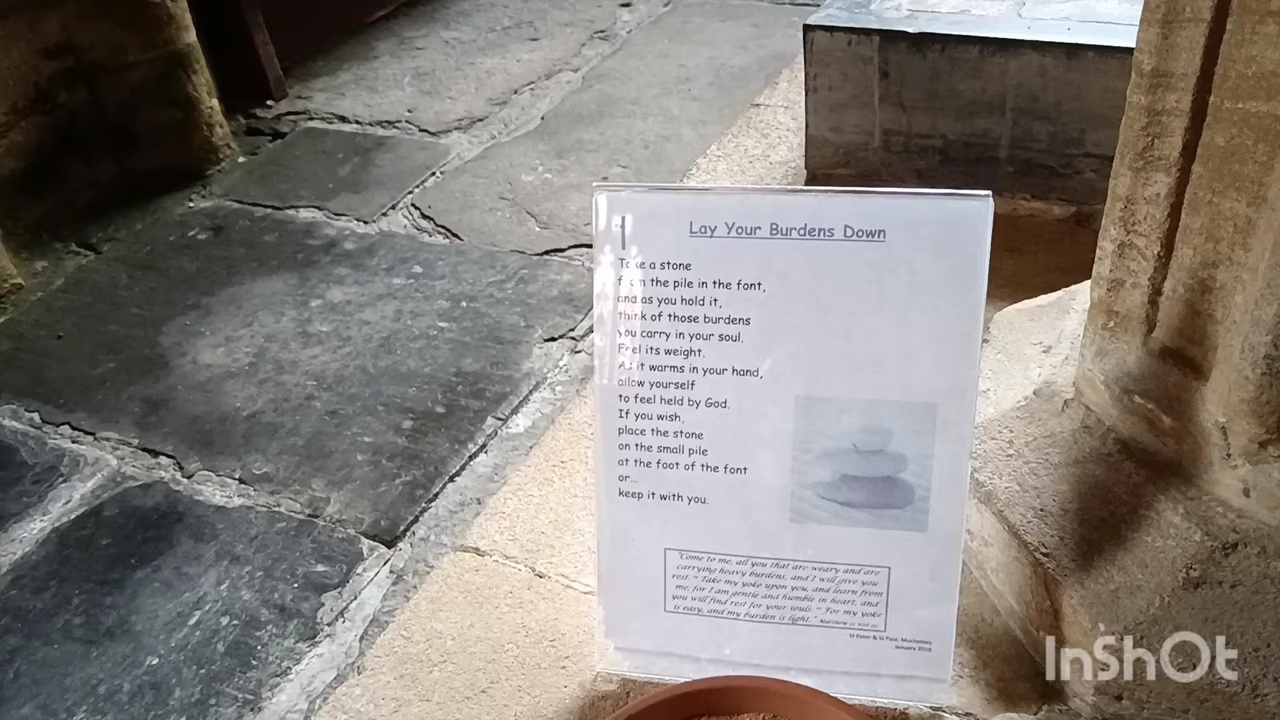 1
Lay Your Burdens Down
Take a stone
from the pile in the font,
and as you hold it,
think of those burdens
you carry in your soul.
Feel its weight.
As it warms in your hand,
allow yourself
to feel held by God.
If you wish,
place the stone
on the small pile
at the foot of the font
or...
keep it with you.
"Come to me, all you that are weary and are
carrying heavy burdens, and I will give you
rest. Take my yoke upon you, and learn from
me; for I am gentle and humble in heart, and
you will find rest for your souls. For my yoke
is easy, and my burden is light." Matthew
St Peter & St Paul, Muchelney
January 2018
InShOt